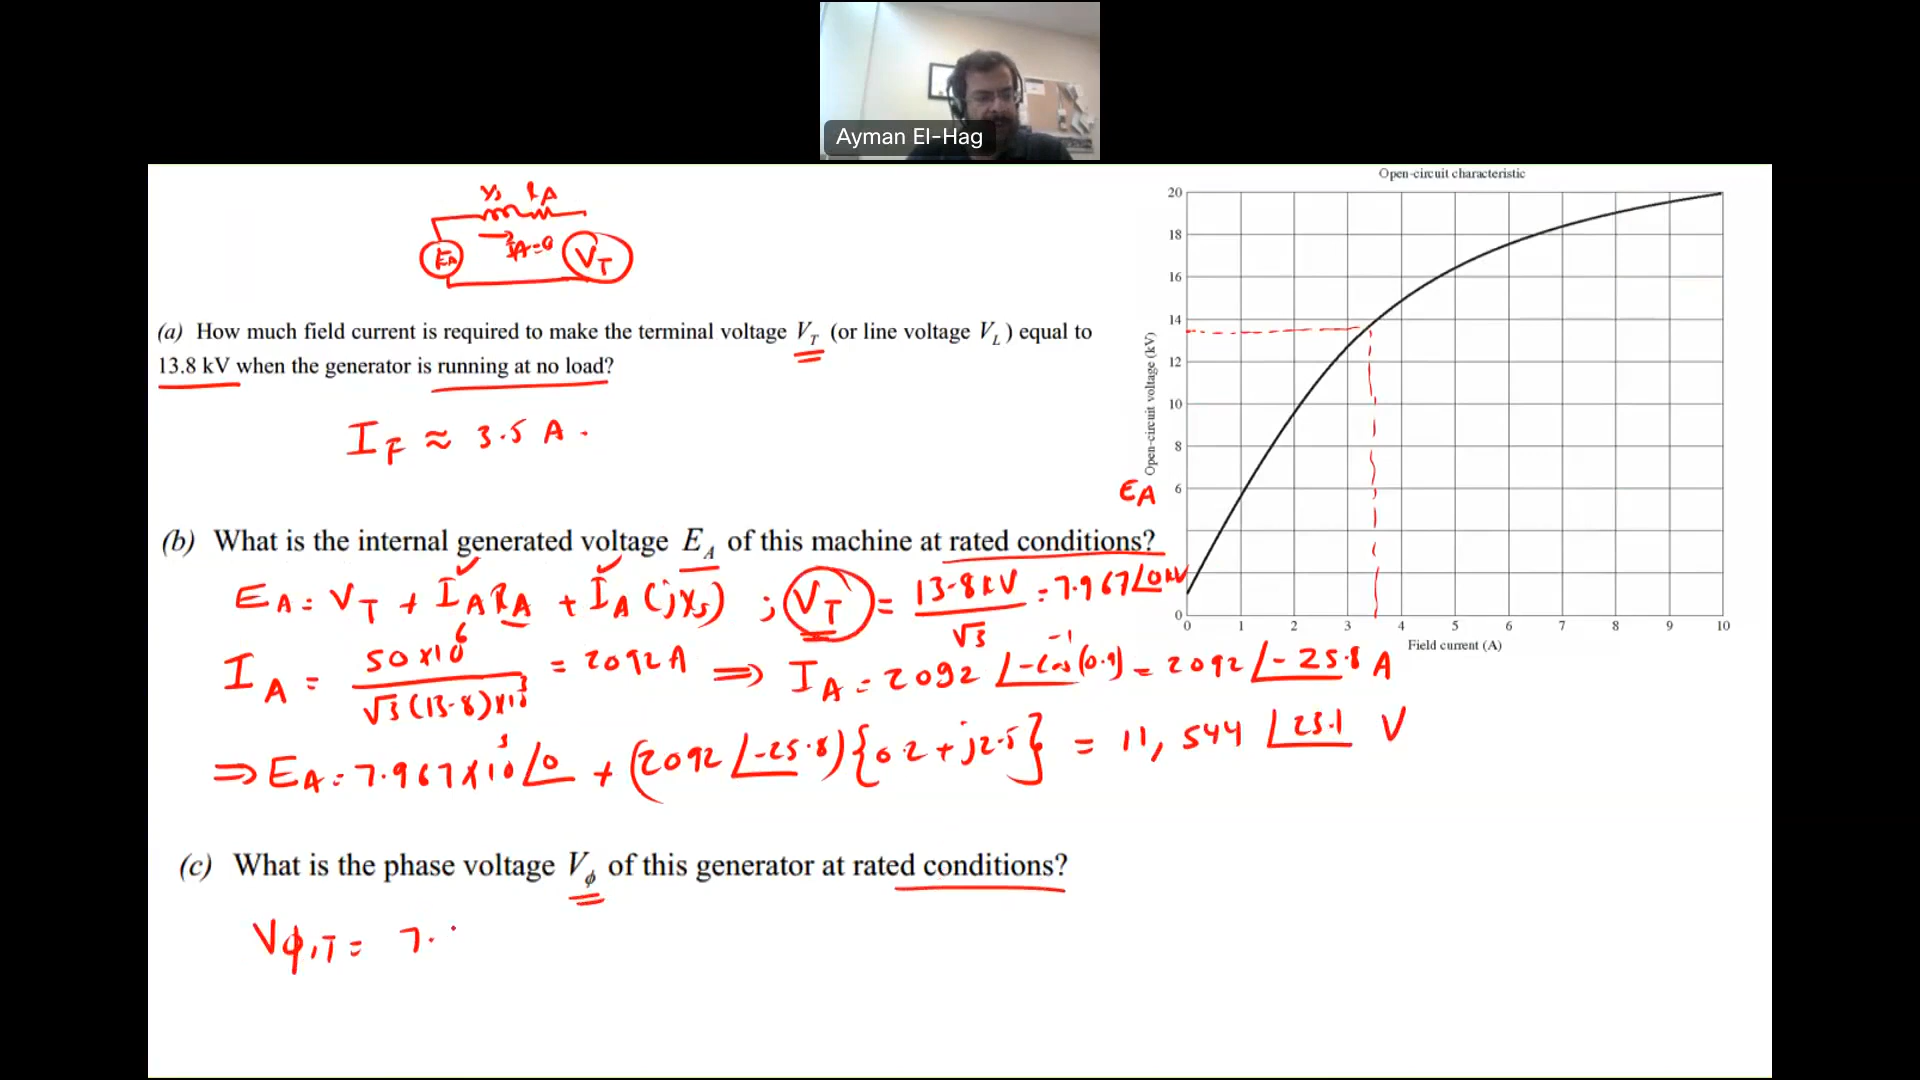 Ayman El-Hag
Open-circuit characteristic
20
18
16
14
12
10
8
6
0
0 1 2 3 4 5 6 7 8 9 10
Open-circuit voltage (kV)
Field current (A)
EA
Xs RA
EA IA=0 VT
(a) How much field current is required to make the terminal voltage VT (or line voltage VL) equal to
13.8 kV when the generator is running at no load?
IF ≈ 3.5 A.
(b) What is the internal generated voltage EA of this machine at rated conditions?
EA = VT + IA RA + IA (jXs) ; VT = 13.8 kV / √3 = 7.967∠0 kV
IA = 50×10^6 / √3 (13.8)×10^3 = 2092 A ⇒ IA = 2092 ∠-cos^-1(0.9) = 2092 ∠-25.8 A
⇒ EA = 7.967×10^3 ∠0 + (2092 ∠-25.8) {0.2 + j2.5} = 11,544 ∠23.1 V
(c) What is the phase voltage Vϕ of this generator at rated conditions?
Vϕ,T = 7.